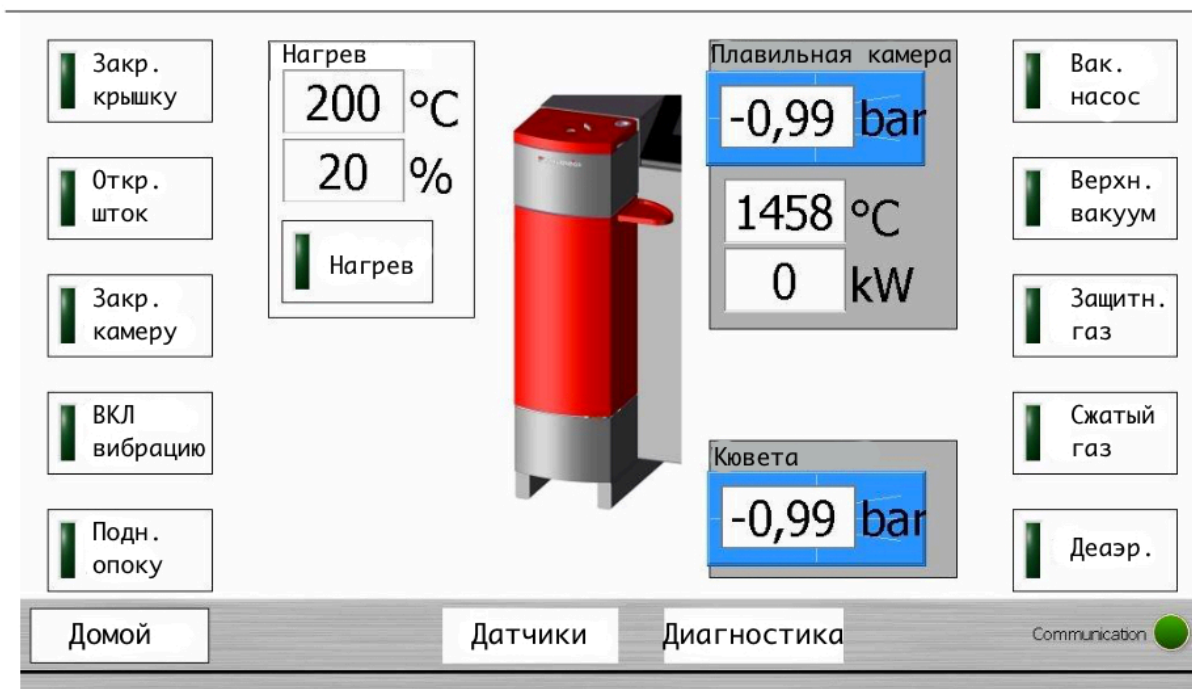 Закр.
крышку
Откр.
шток
Закр.
камеру
ВКЛ
вибрацию
Подн.
опоку
Нагрев
200 °C
20 %
Нагрев
Плавильная камера
-0,99 bar
1458 °C
0 kW
Кювета
-0,99 bar
Вак.
насос
Верхн.
вакуум
Защитн.
газ
Сжатый
газ
Деаэр.
Домой
Датчики
Диагностика
Communication